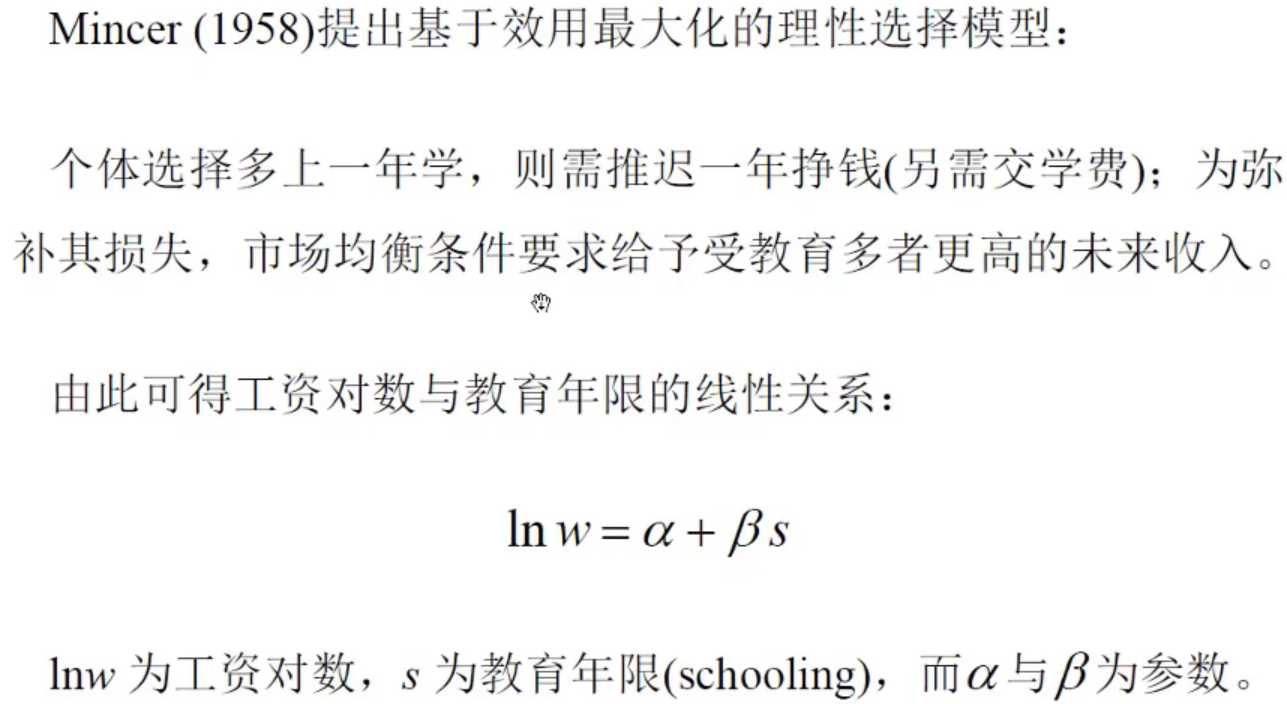 Mincer (1958)提出基于效用最大化的理性选择模型：
个体选择多上一年学，则需推迟一年挣钱(另需交学费)；为弥
补其损失，市场均衡条件要求给予受教育多者更高的未来收入。
由此可得工资对数与教育年限的线性关系：
ln w = α + β s
lnw 为工资对数，s 为教育年限(schooling)，而α与β为参数。